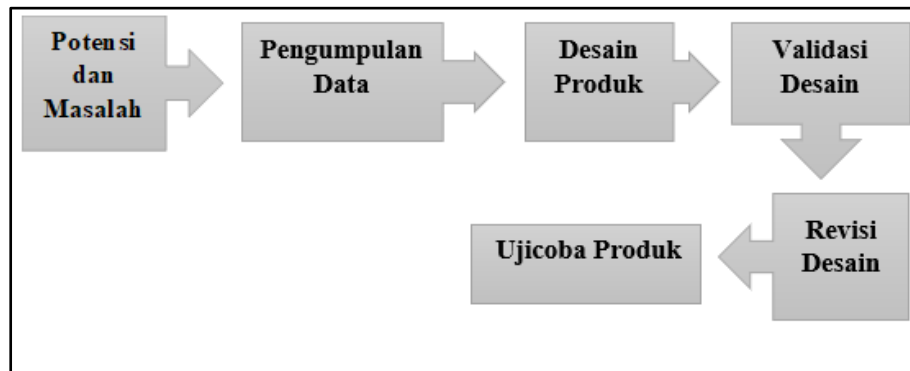 Potensi
dan
Masalah
Pengumpulan
Data
Desain
Produk
Validasi
Desain
Revisi
Desain
Ujicoba Produk